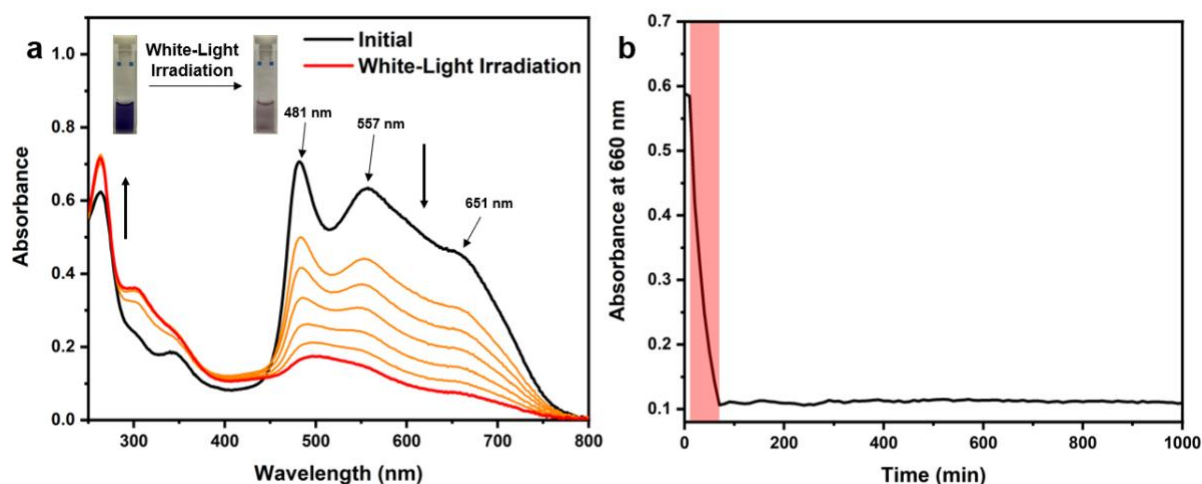 a
White-Light
Irradiation
Initial
White-Light Irradiation
481 nm
557 nm
651 nm
1.0
0.8
0.6
0.4
0.2
0.0
Absorbance
300 400 500 600 700 800
Wavelength (nm)
b
0.7
0.6
0.5
0.4
0.3
0.2
0.1
Absorbance at 660 nm
0 200 400 600 800 1000
Time (min)